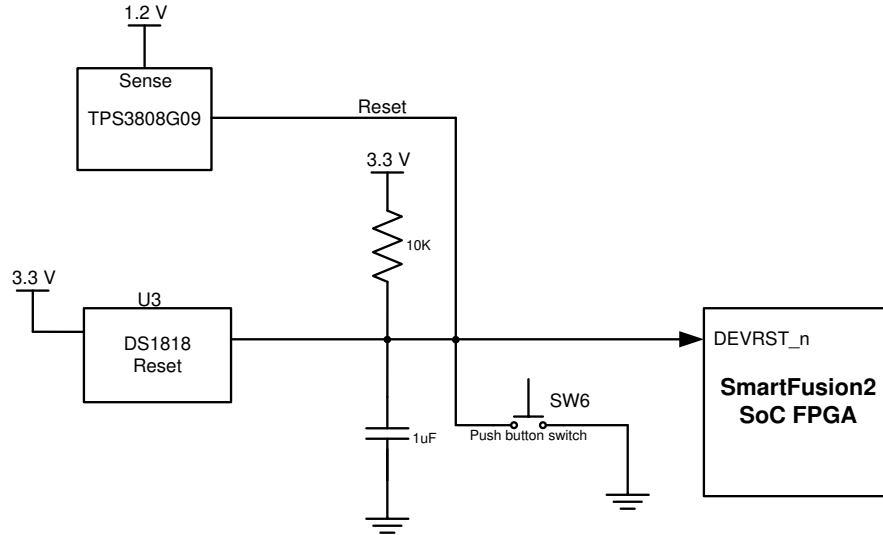 1.2 V
Sense
TPS3808G09
Reset
3.3 V
10K
3.3 V
U3
DS1818
Reset
DEVRST_n
SmartFusion2
SoC FPGA
SW6
Push button switch
1uF